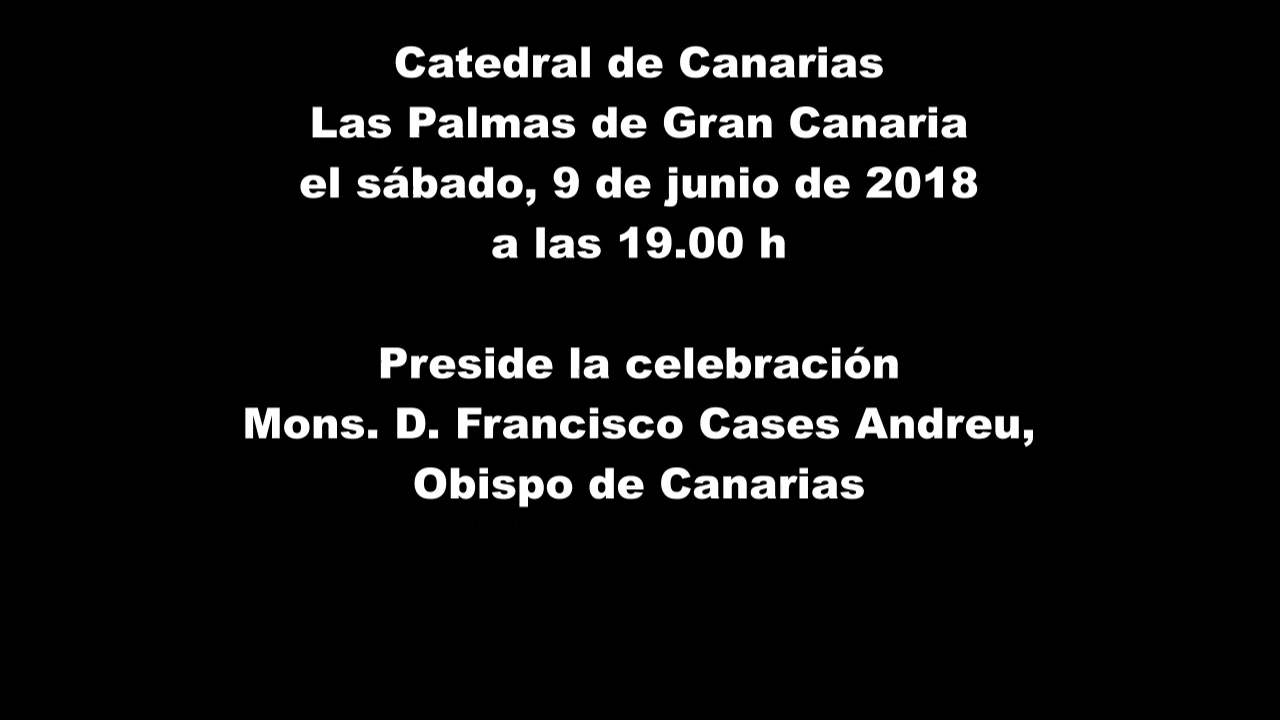 Catedral de Canarias
Las Palmas de Gran Canaria
el sábado, 9 de junio de 2018
a las 19.00 h
Preside la celebración
Mons. D. Francisco Cases Andreu,
Obispo de Canarias